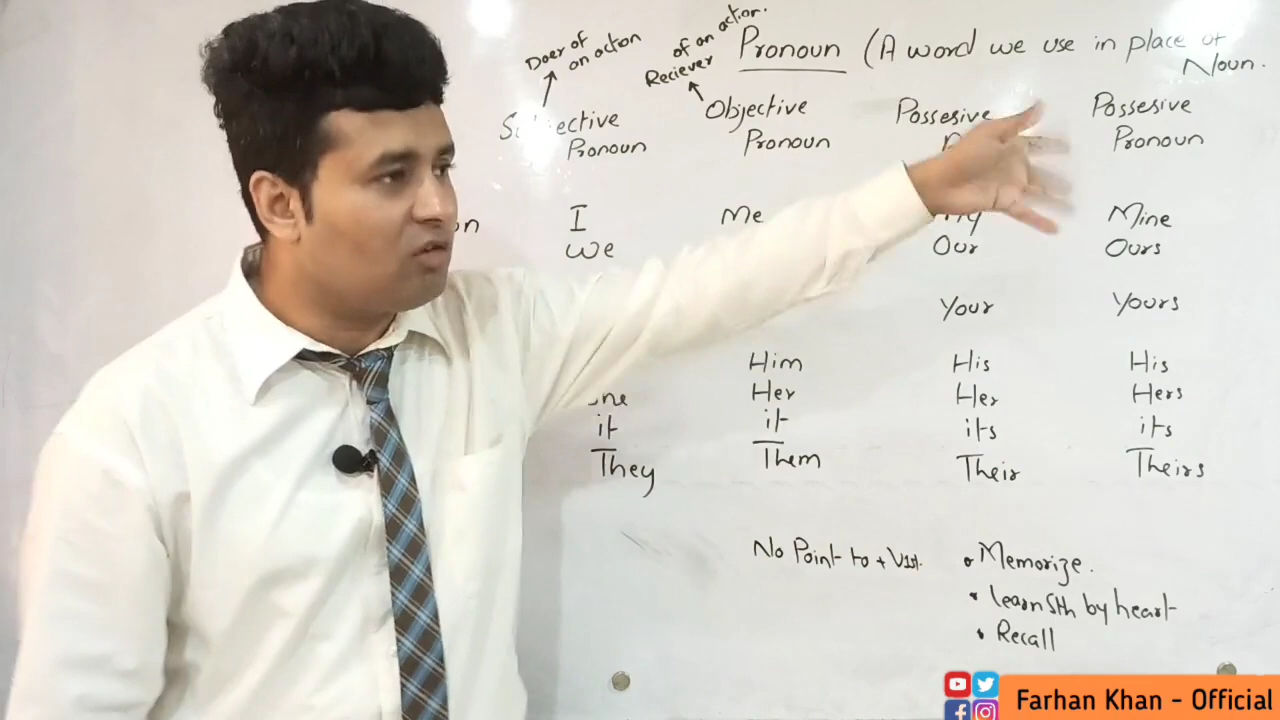 Doer of
an action
Reciever
of an action.
Pronoun (A word we use in place of
Noun.
Subjective
Pronoun
Objective
Pronoun
Possesive
Possesive
Pronoun
I Me My Mine
We Our Ours
Your Yours
Him His His
Her Her Hers
it it its its
They Them Their Theirs
No Point to + V1st.
• Memorize.
• learn Sth by heart
• Recall
Farhan Khan - Official